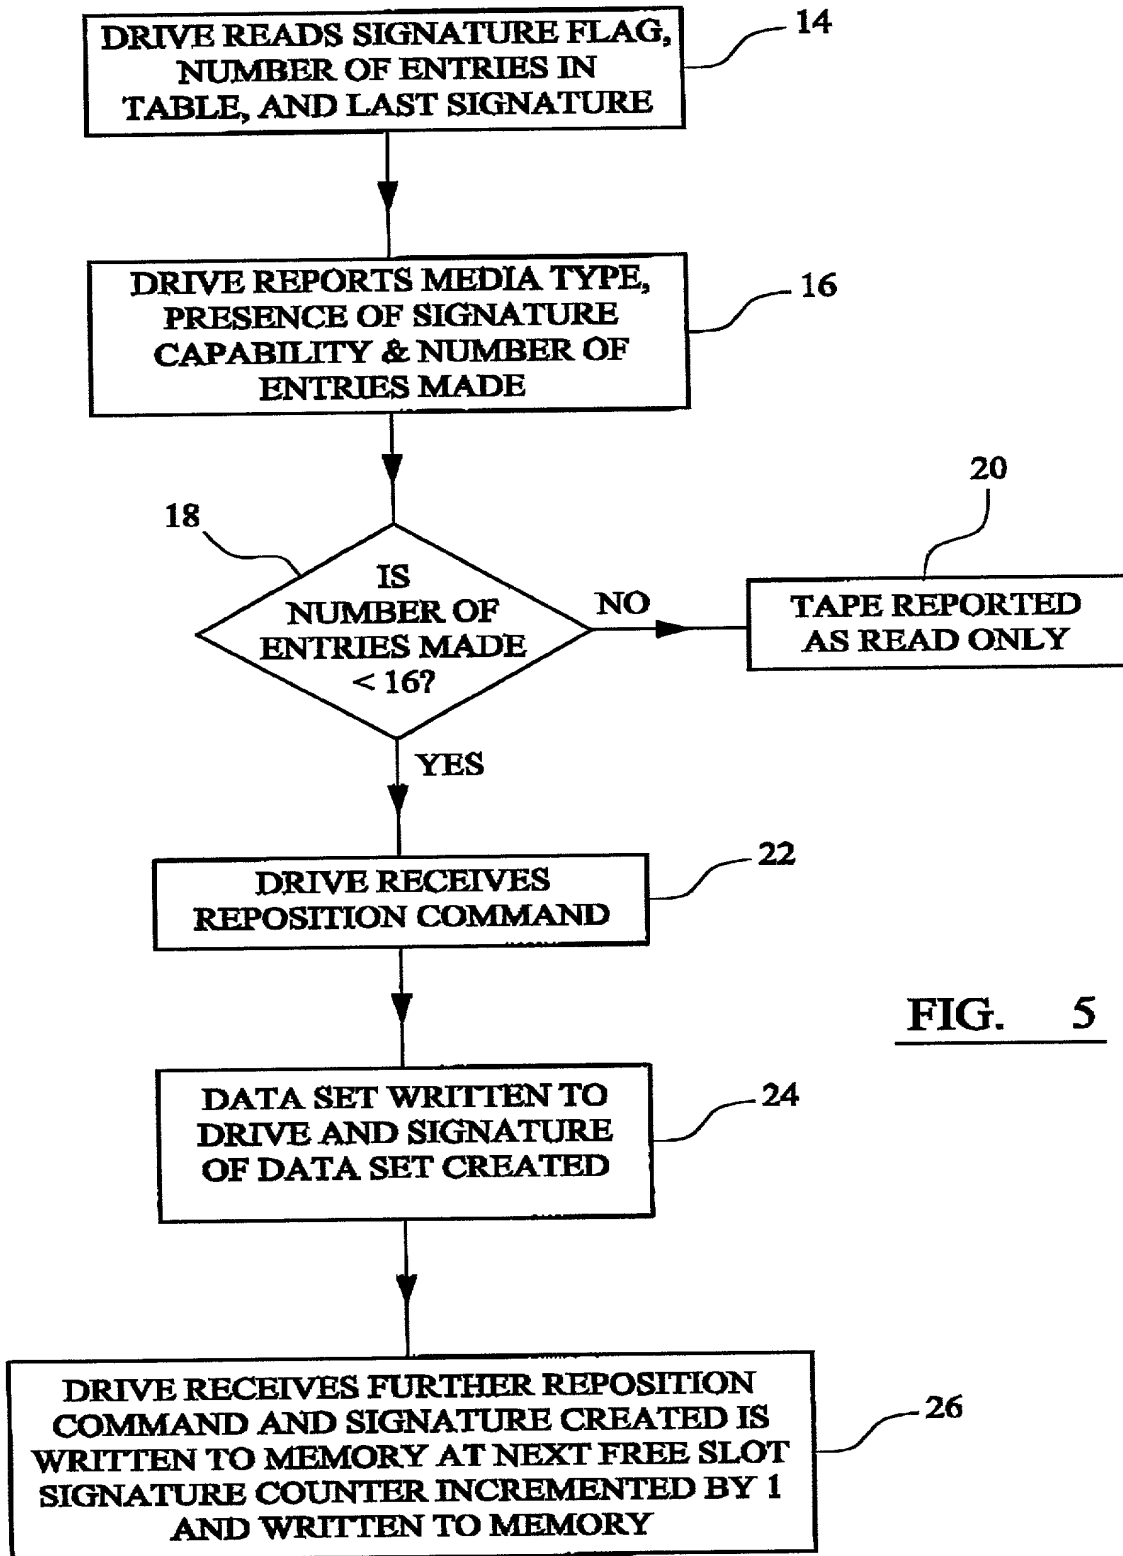 DRIVE READS SIGNATURE FLAG,
NUMBER OF ENTRIES IN
TABLE, AND LAST SIGNATURE
14
DRIVE REPORTS MEDIA TYPE,
PRESENCE OF SIGNATURE
CAPABILITY & NUMBER OF
ENTRIES MADE
16
18
IS
NUMBER OF
ENTRIES MADE
< 16?
NO
20
TAPE REPORTED
AS READ ONLY
YES
DRIVE RECEIVES
REPOSITION COMMAND
22
FIG. 5
DATA SET WRITTEN TO
DRIVE AND SIGNATURE
OF DATA SET CREATED
24
DRIVE RECEIVES FURTHER REPOSITION
COMMAND AND SIGNATURE CREATED IS
WRITTEN TO MEMORY AT NEXT FREE SLOT
SIGNATURE COUNTER INCREMENTED BY 1
AND WRITTEN TO MEMORY
26